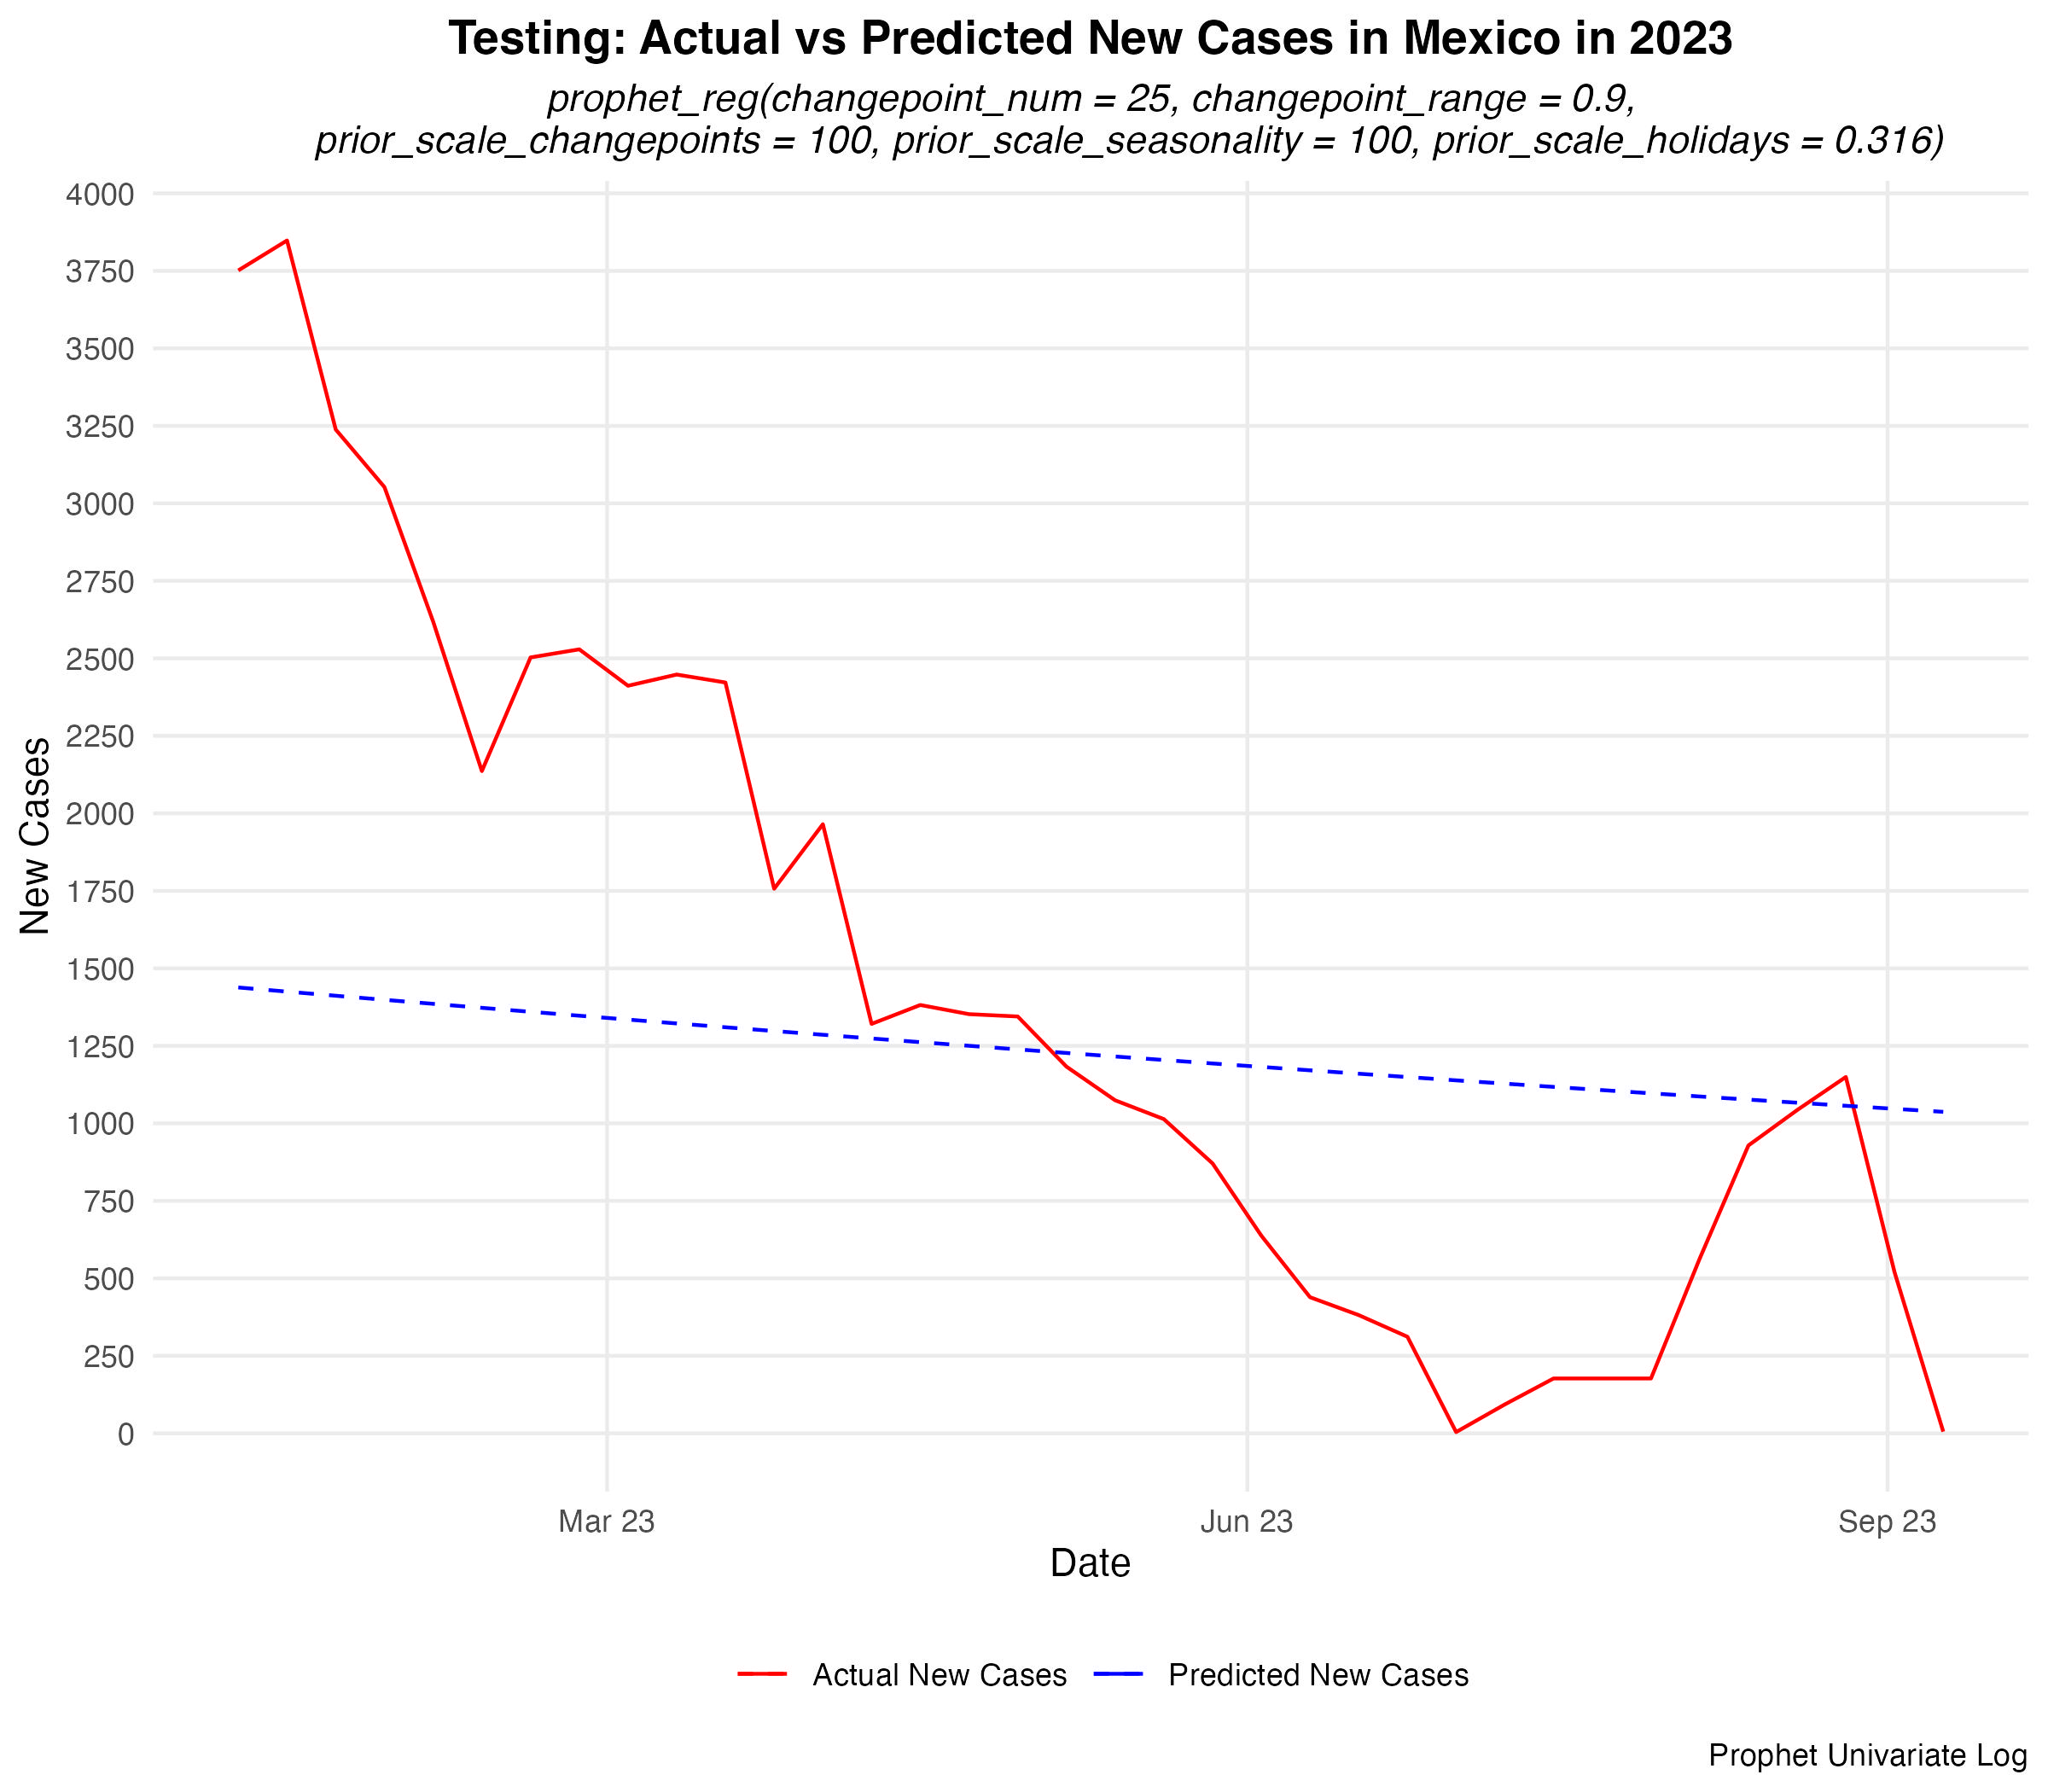 Testing: Actual vs Predicted New Cases in Mexico in 2023
prophet_reg(changepoint_num = 25, changepoint_range = 0.9,
prior_scale_changepoints = 100, prior_scale_seasonality = 100, prior_scale_holidays = 0.316)
4000
3750
3500
3250
3000
2750
2500
2250
2000
1750
1500
1250
1000
750
500
250
0
New Cases
Mar 23
Jun 23
Sep 23
Date
Actual New Cases
Predicted New Cases
Prophet Univariate Log